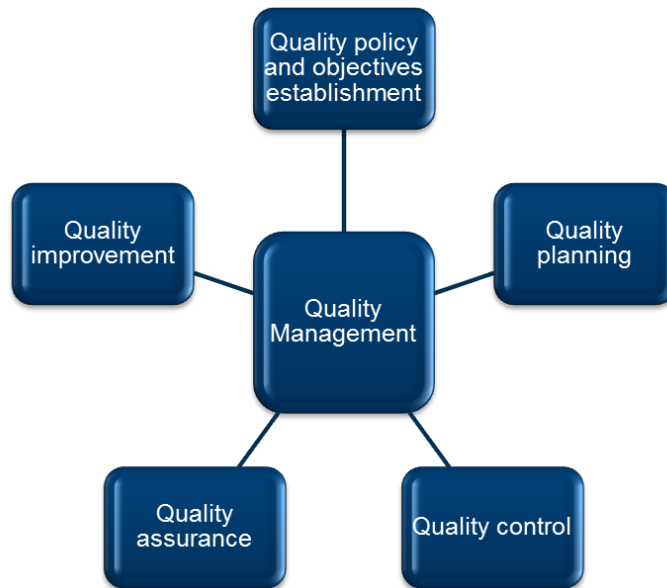 Quality policy
and objectives
establishment
Quality
improvement
Quality
planning
Quality
Management
Quality
assurance
Quality control